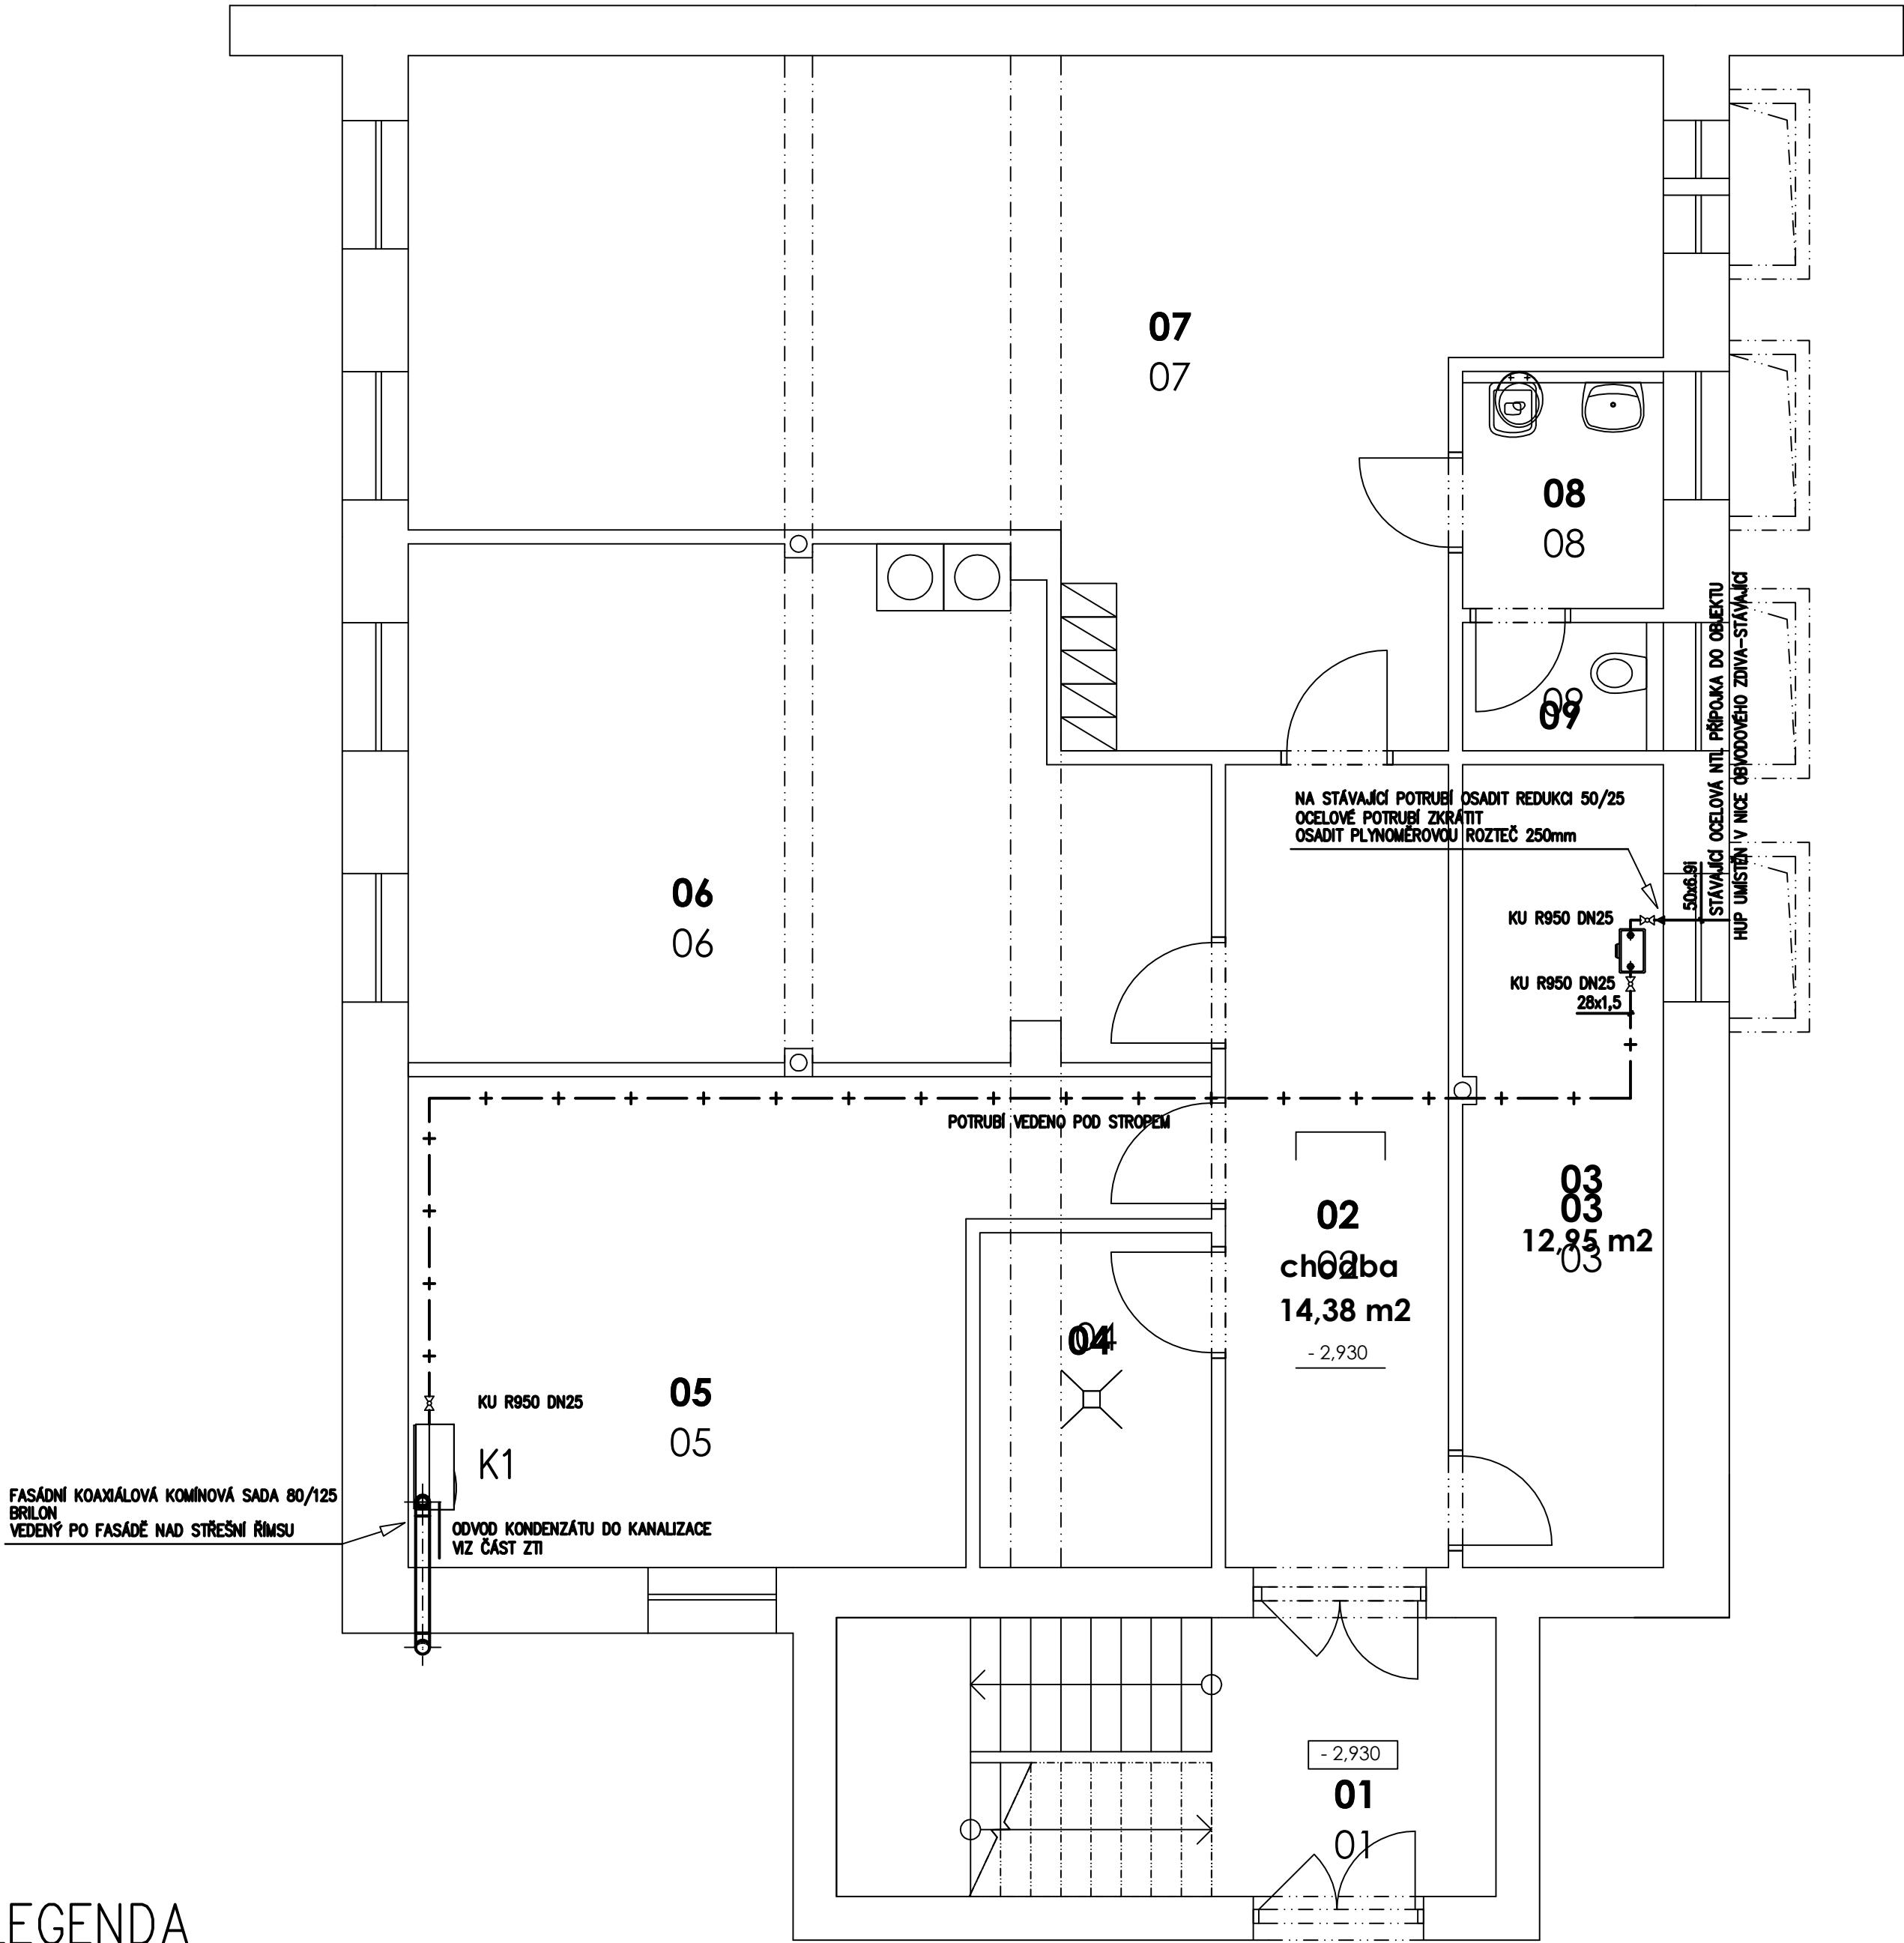 07
07
08
08
09
09
STÁVAJÍCÍ OCELOVÁ NTL PŘÍPOJKA DO OBJEKTU
HUP UMÍSTĚN V NICE OBVODOVÉHO ZDIVA-STÁVAJÍCÍ
NA STÁVAJÍCÍ POTRUBÍ OSADIT REDUKCI 50/25
OCELOVÉ POTRUBÍ ZKRÁTIT
OSADIT PLYNOMĚROVOU ROZTEČ 250mm
50x6.9i
06
06
KU R950 DN25
KU R950 DN25
28x1,5
POTRUBÍ VEDENO POD STROPEM
03
03
12,95 m2
03
02
02
chodba
14,38 m2
- 2,930
04
04
05
05
KU R950 DN25
K1
FASÁDNÍ KOAXIÁLOVÁ KOMÍNOVÁ SADA 80/125
BRILON
VEDENÝ PO FASÁDĚ NAD STŘEŠNÍ ŘÍMSU
ODVOD KONDENZÁTU DO KANALIZACE
VIZ ČÁST ZTI
- 2,930
01
01
LEGENDA